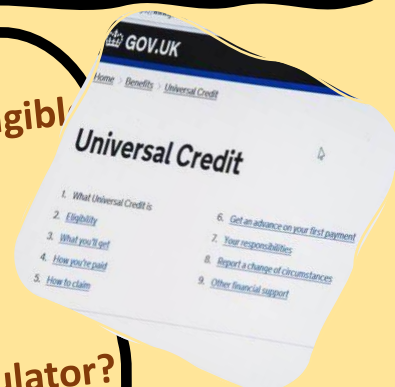 GOV.UK
Home > Benefits > Universal Credit
gibl
Universal Credit
1. What Universal Credit is
2. Eligibility
3. What you'll get
4. How you're paid
5. How to claim
6. Get an advance on your first payment
7. Your responsibilities
8. Report a change of circumstances
9. Other financial support
ulator?